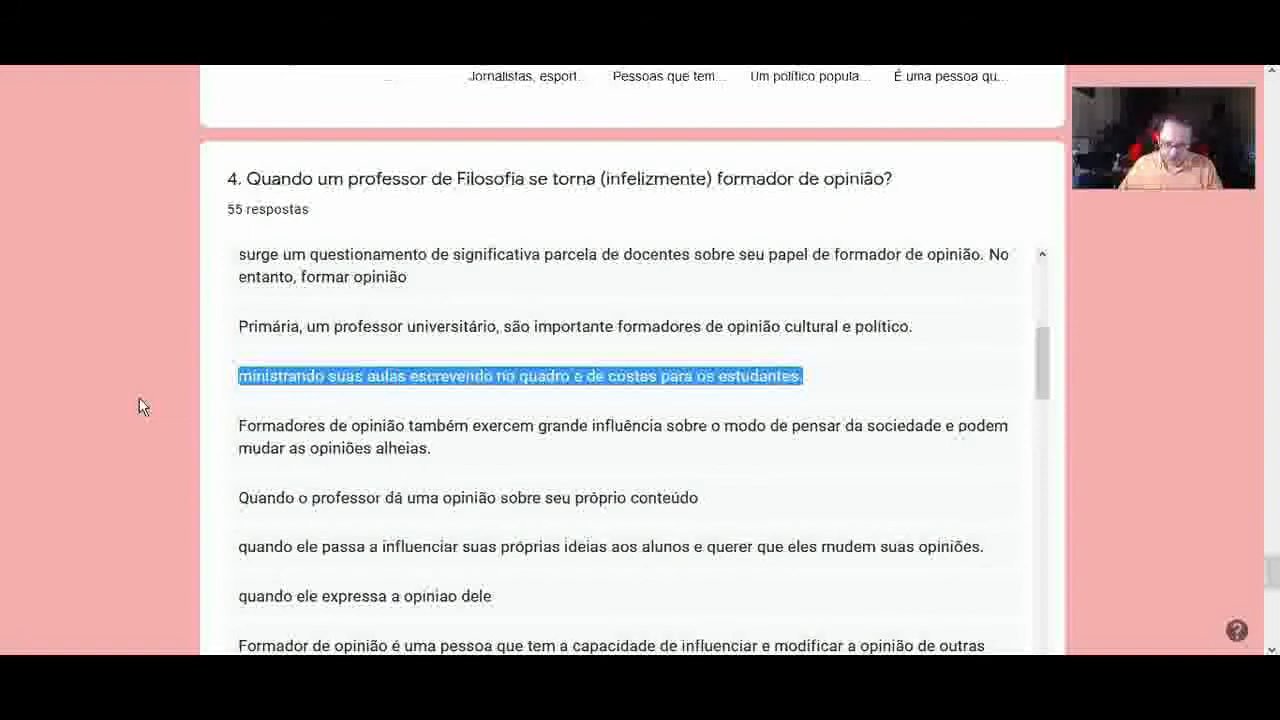 Jornalistas, esport... Pessoas que tem... Um político popula... É uma pessoa qu...
4. Quando um professor de Filosofia se torna (infelizmente) formador de opinião?
55 respostas
surge um questionamento de significativa parcela de docentes sobre seu papel de formador de opinião. No
entanto, formar opinião
Primária, um professor universitário, são importante formadores de opinião cultural e político.
ministrando suas aulas escrevendo no quadro e de costas para os estudantes.
Formadores de opinião também exercem grande influência sobre o modo de pensar da sociedade e podem
mudar as opiniões alheias.
Quando o professor dá uma opinião sobre seu próprio conteúdo
quando ele passa a influenciar suas próprias ideias aos alunos e querer que eles mudem suas opiniões.
quando ele expressa a opiniao dele
Formador de opinião é uma pessoa que tem a capacidade de influenciar e modificar a opinião de outras